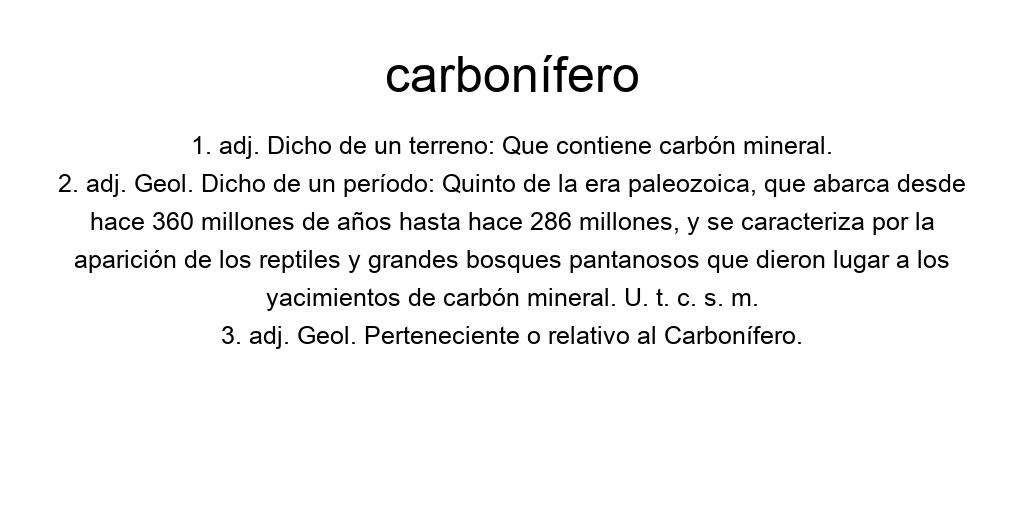 carbonífero
1. adj. Dicho de un terreno: Que contiene carbón mineral.
2. adj. Geol. Dicho de un período: Quinto de la era paleozoica, que abarca desde
hace 360 millones de años hasta hace 286 millones, y se caracteriza por la
aparición de los reptiles y grandes bosques pantanosos que dieron lugar a los
yacimientos de carbón mineral. U. t. c. s. m.
3. adj. Geol. Perteneciente o relativo al Carbonífero.